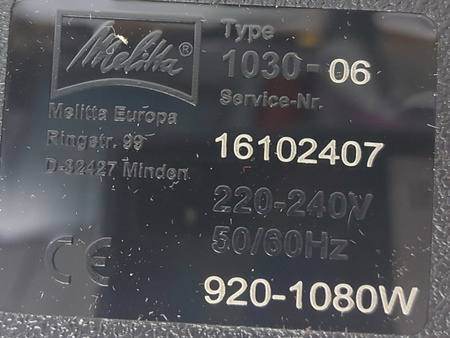 Melitta®
Type
1030-06
Service-Nr.
Melitta Europa
Ringstr. 99
D-32427 Minden
16102407
220-240V
50/60Hz
CE
920-1080W